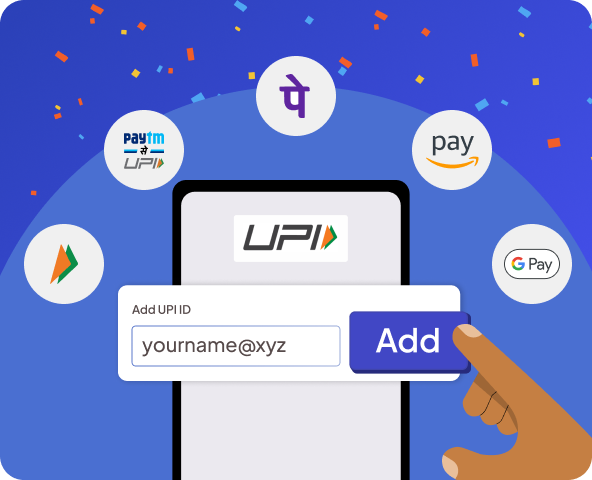 पे
paytm
से
UPI
pay
UPI
G Pay
Add UPI ID
yourname@xyz
Add